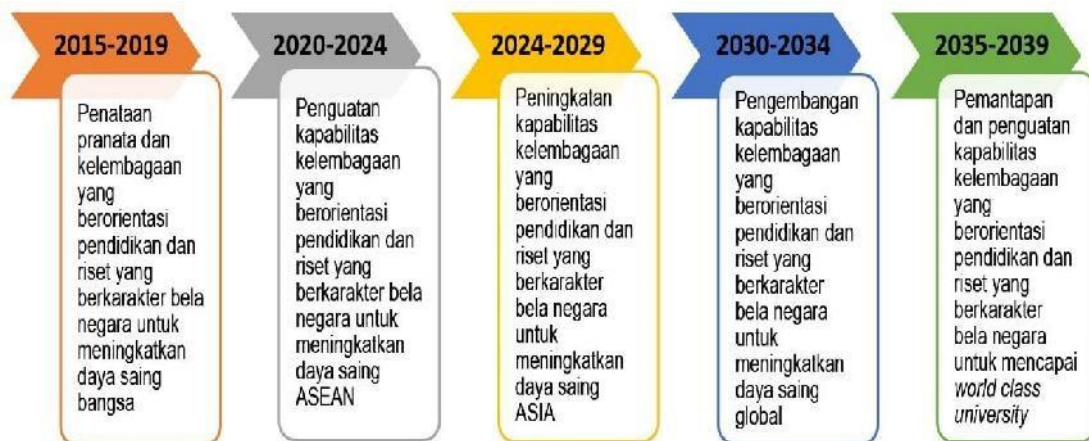 2015-2019
Penataan
pranata dan
kelembagaan
yang
berorientasi
pendidikan dan
riset yang
berkarakter bela
negara untuk
meningkatkan
daya saing
bangsa
2020-2024
Penguatan
kapabilitas
kelembagaan
yang
berorientasi
pendidikan dan
riset yang
berkarakter bela
negara untuk
meningkatkan
daya saing
ASEAN
2024-2029
Peningkatan
kapabilitas
kelembagaan
yang
berorientasi
pendidikan dan
riset yang
berkarakter
bela negara
untuk
meningkatkan
daya saing
ASIA
2030-2034
Pengembangan
kapabilitas
kelembagaan
yang
berorientasi
pendidikan dan
riset yang
berkarakter
bela negara
untuk
meningkatkan
daya saing
global
2035-2039
Pemantapan
dan penguatan
kapabilitas
kelembagaan
yang
berorientasi
pendidikan dan
riset yang
berkarakter
bela negara
untuk mencapai
world class
university